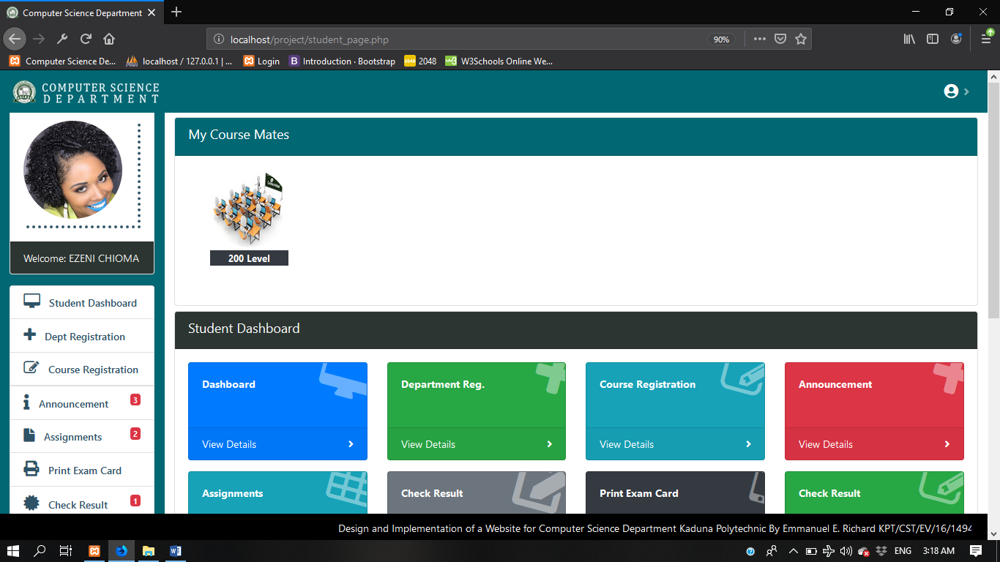 Computer Science Department
localhost/project/student_page.php
90%
Computer Science De...
localhost / 127.0.0.1 | ...
Login
Introduction · Bootstrap
2048
W3Schools Online We...
COMPUTER SCIENCE
DEPARTMENT
Welcome: EZENI CHIOMA
Student Dashboard
Dept Registration
Course Registration
Announcement 3
Assignments 2
Print Exam Card
Check Result 1
My Course Mates
200 Level
Student Dashboard
Dashboard
View Details
Department Reg.
View Details
Course Registration
View Details
Announcement
View Details
Assignments
Check Result
Print Exam Card
Check Result
Design and Implementation of a Website for Computer Science Department Kaduna Polytechnic By Emmanuel E. Richard KPT/CST/EV/16/1494
ENG
3:18 AM